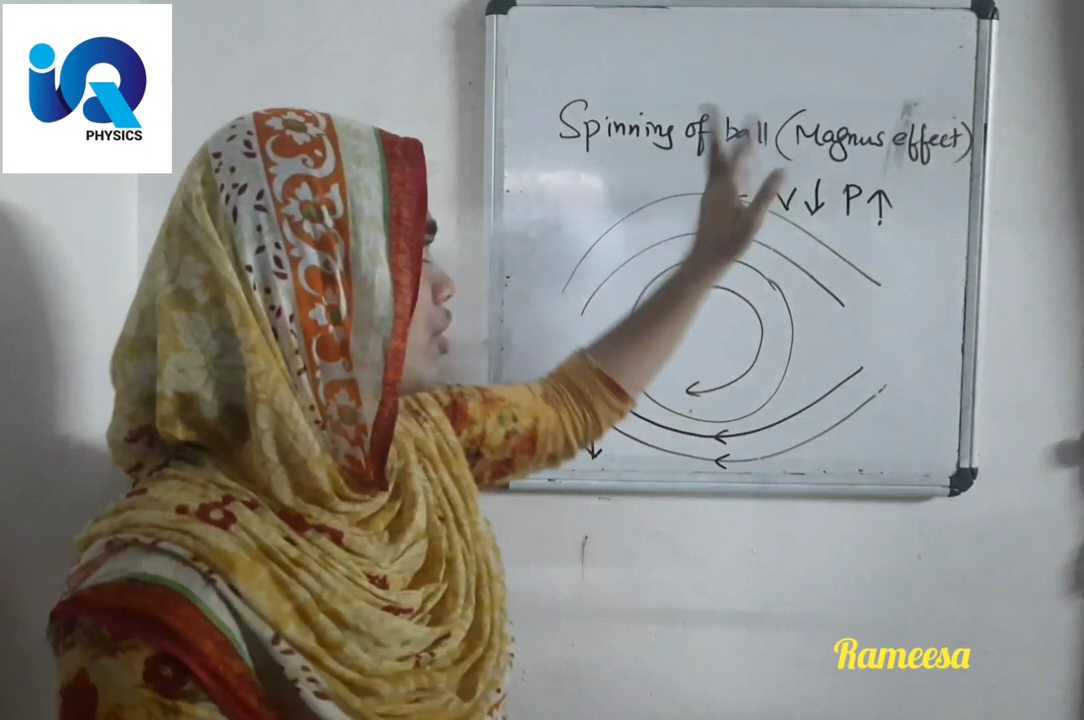 iQ
PHYSICS
Spinning of ball (Magnus effect)
V↓ P↑
↓
Rameesa